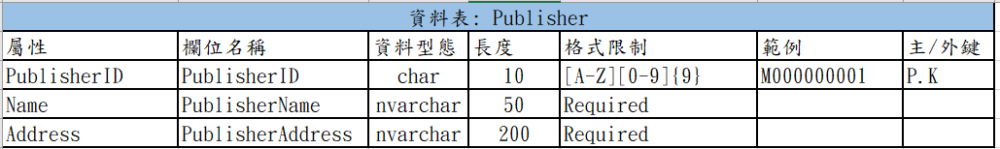 資料表: Publisher
屬性 欄位名稱 資料型態 長度 格式限制 範例 主/外鍵
PublisherID PublisherID char 10 [A-Z][0-9]{9} M000000001 P.K
Name PublisherName nvarchar 50 Required
Address PublisherAddress nvarchar 200 Required